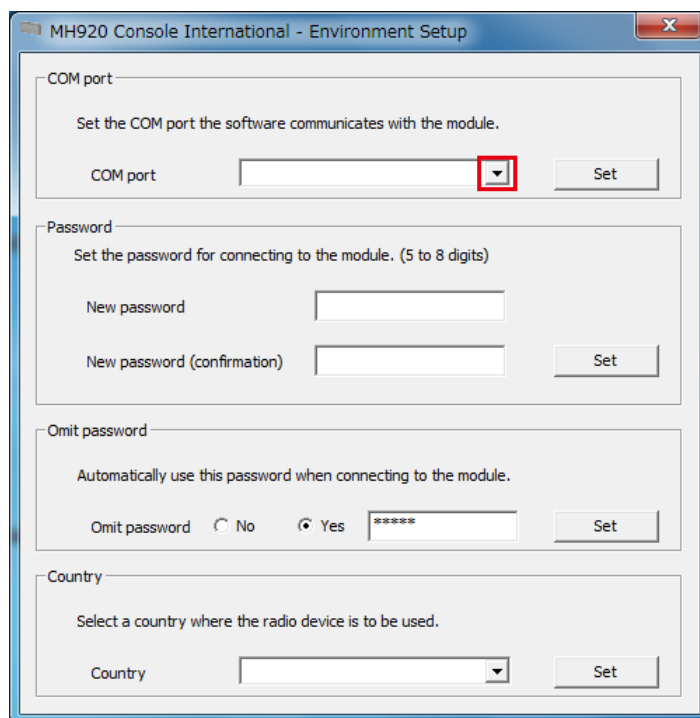 MH920 Console International - Environment Setup
COM port
Set the COM port the software communicates with the module.
COM port
Set
Password
Set the password for connecting to the module. (5 to 8 digits)
New password
New password (confirmation)
Set
Omit password
Automatically use this password when connecting to the module.
Omit password No Yes ***** Set
Country
Select a country where the radio device is to be used.
Country
Set